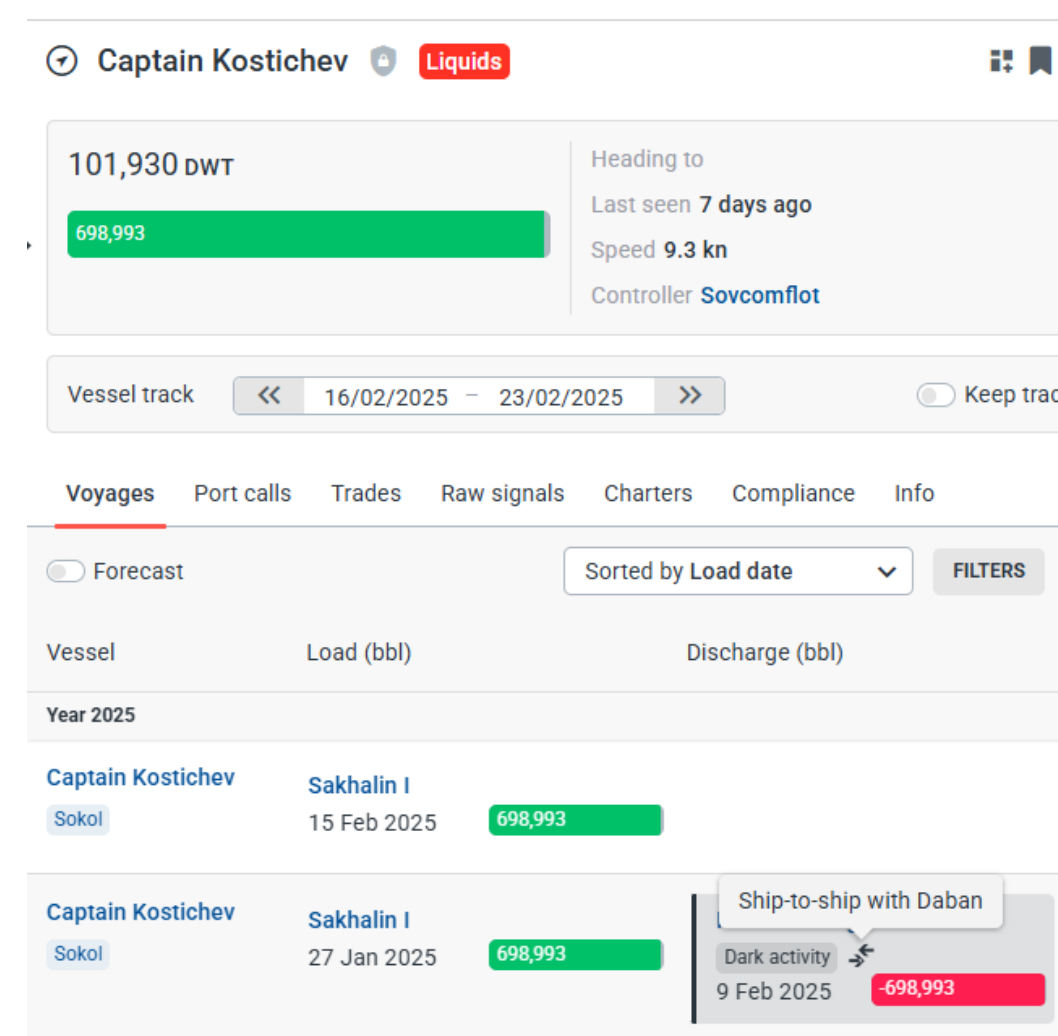 Captain Kostichev Liquids
101,930 DWT
698,993
Heading to
Last seen 7 days ago
Speed 9.3 kn
Controller Sovcomflot
Vessel track 16/02/2025 – 23/02/2025
Voyages Port calls Trades Raw signals Charters Compliance Info
Forecast Sorted by Load date FILTERS
Vessel Load (bbl) Discharge (bbl)
Year 2025
Captain Kostichev Sakhalin I
Sokol 15 Feb 2025 698,993
Ship-to-ship with Daban
Captain Kostichev Sakhalin I
Sokol 27 Jan 2025 698,993 Dark activity
9 Feb 2025 -698,993